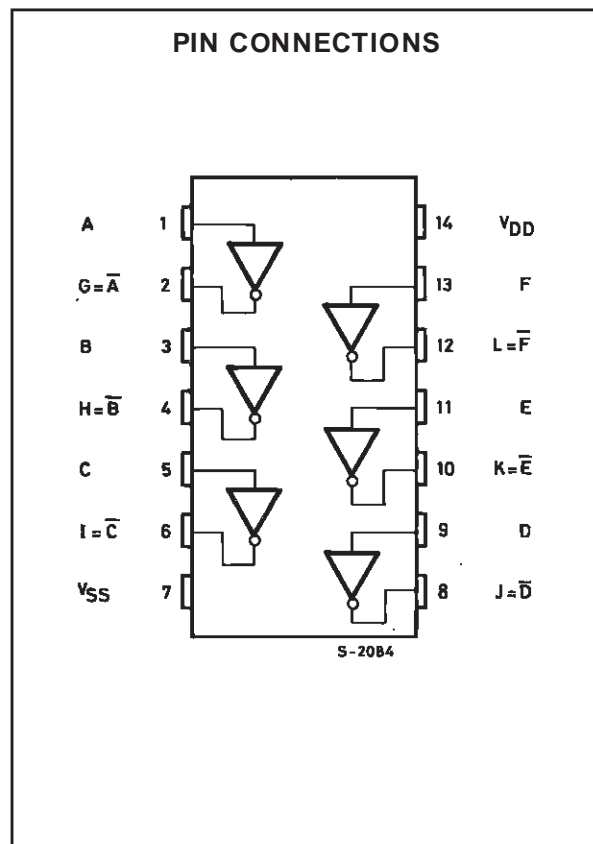 PIN CONNECTIONS
A 1 14 VDD
G=A̅ 2 13 F
B 3 12 L=F̅
H=B̅ 4 11 E
C 5 10 K=E̅
I=C̅ 6 9 D
VSS 7 8 J=D̅
S-2084